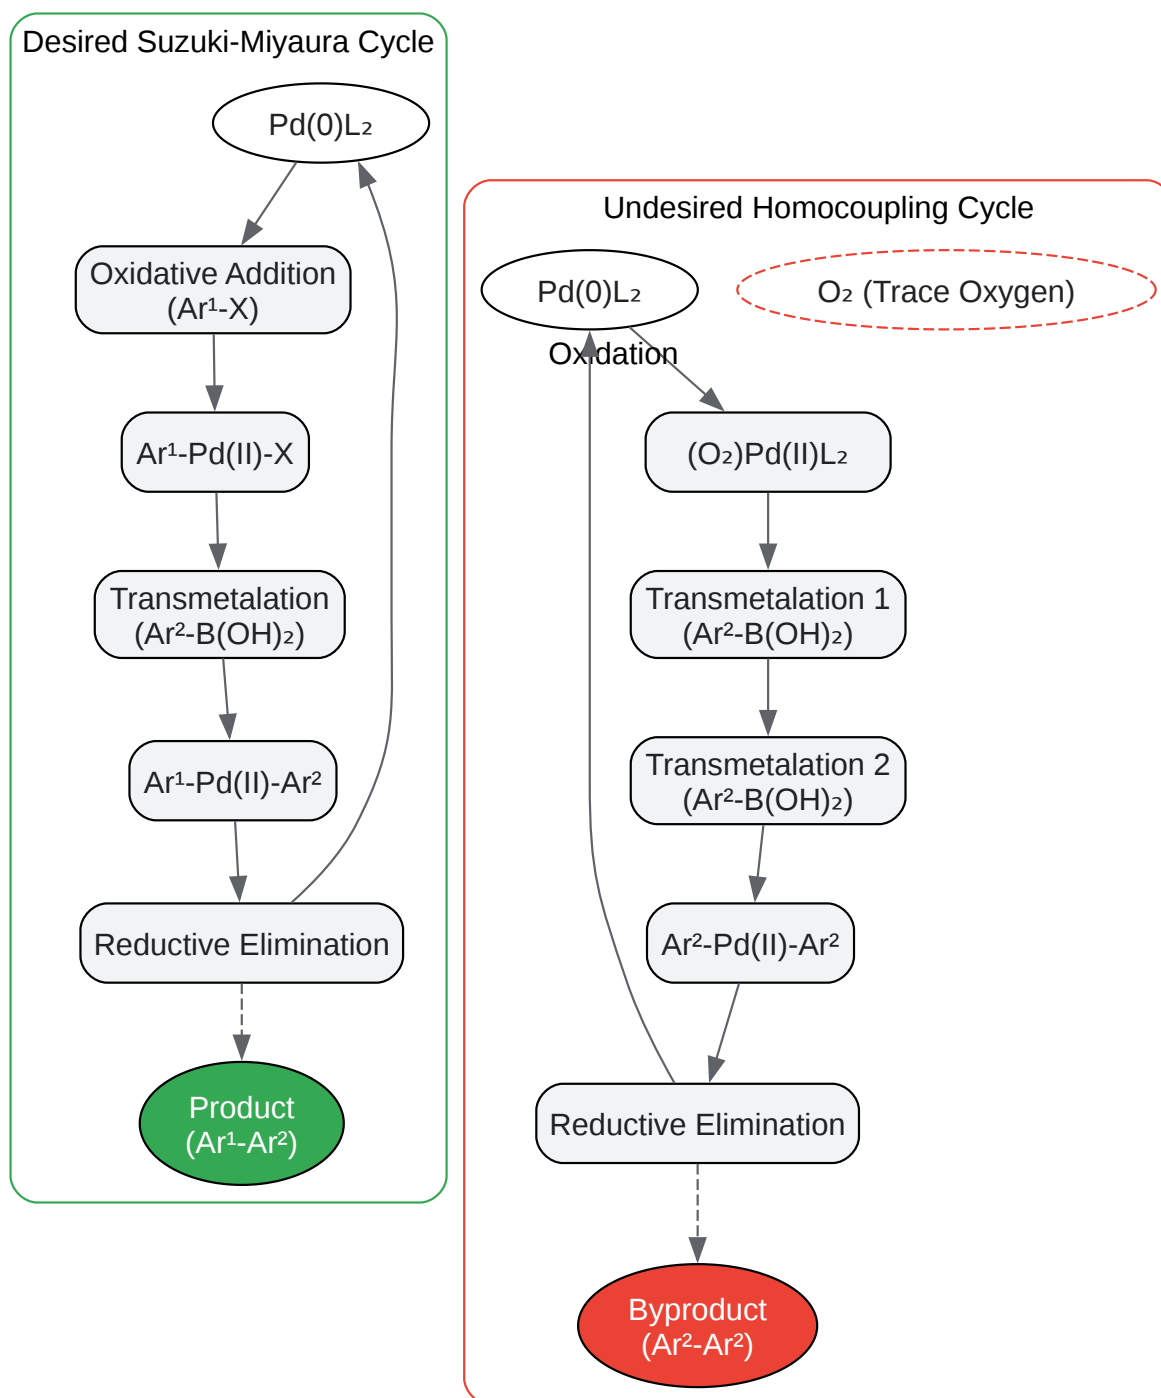 Desired Suzuki-Miyaura Cycle
Pd(0)L₂
Oxidative Addition
(Ar¹-X)
Ar¹-Pd(II)-X
Transmetalation
(Ar²-B(OH)₂)
Ar¹-Pd(II)-Ar²
Reductive Elimination
Product
(Ar¹-Ar²)
Undesired Homocoupling Cycle
Pd(0)L₂
O₂ (Trace Oxygen)
Oxidation
(O₂)Pd(II)L₂
Transmetalation 1
(Ar²-B(OH)₂)
Transmetalation 2
(Ar²-B(OH)₂)
Ar²-Pd(II)-Ar²
Reductive Elimination
Byproduct
(Ar²-Ar²)